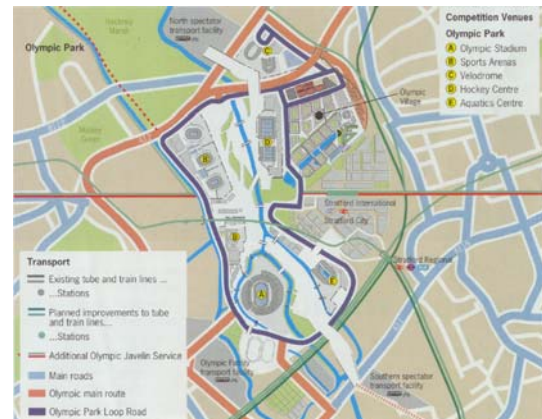 Hackney
Marsh
North spectator
transport facility
Olympic Park
Competition Venues
Olympic Park
A Olympic Stadium
B Sports Arenas
C Velodrome
D Hockey Centre
E Aquatics Centre
C
Olympic
Village
D
B
Stratford International
Stratford City
Stratford Regional
B
A
E
Transport
Existing tube and train lines ...
...Stations
Planned improvements to tube
and train lines...
...Stations
Additional Olympic Javelin Service
Main roads
Olympic main route
Olympic Park Loop Road
Olympic Family
transport facility
Southern spectator
transport facility